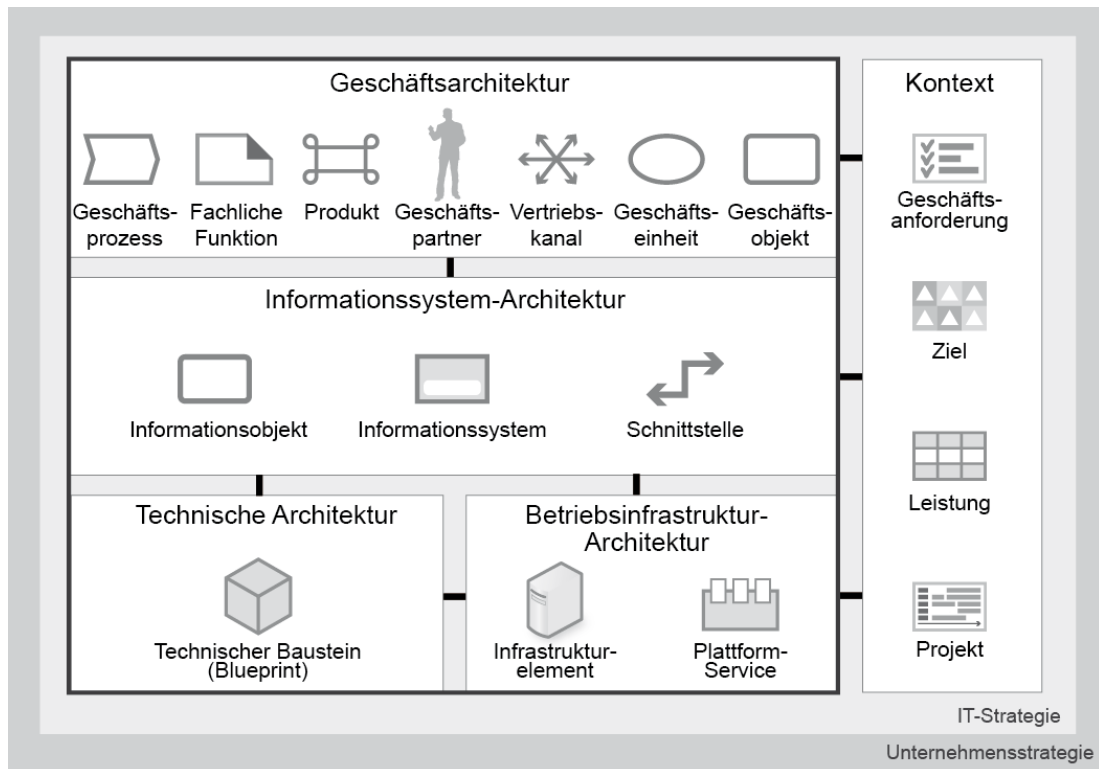 Geschäftsarchitektur
Kontext
Geschäfts-
prozess
Fachliche
Funktion
Produkt
Geschäfts-
partner
Vertriebs-
kanal
Geschäfts-
einheit
Geschäfts-
objekt
Geschäfts-
anforderung
Informationssystem-Architektur
Ziel
Informationsobjekt
Informationssystem
Schnittstelle
Leistung
Technische Architektur
Betriebsinfrastruktur-
Architektur
Technischer Baustein
(Blueprint)
Infrastruktur-
element
Plattform-
Service
Projekt
IT-Strategie
Unternehmensstrategie